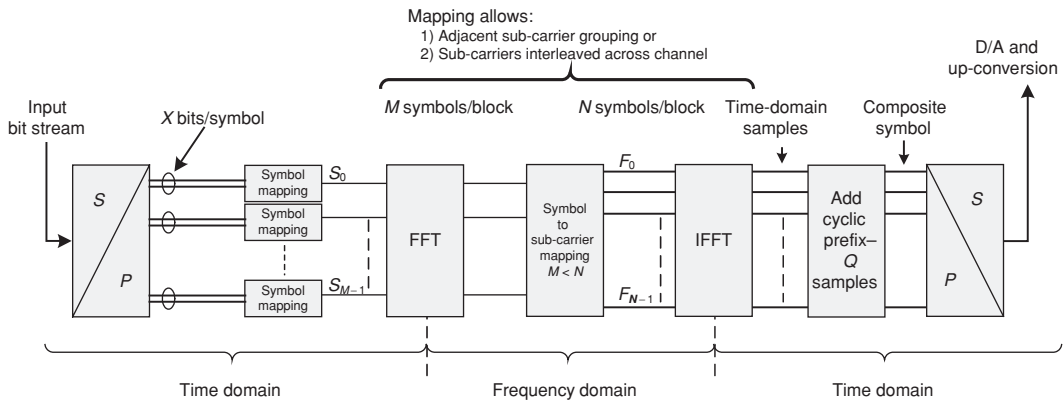 Mapping allows:
1) Adjacent sub-carrier grouping or
2) Sub-carriers interleaved across channel
D/A and
up-conversion
Input
bit stream
X bits/symbol
M symbols/block
N symbols/block
Time-domain
samples
Composite
symbol
S
P
Symbol
mapping
S0
Symbol
mapping
Symbol
mapping
SM–1
FFT
Symbol
to
sub-carrier
mapping
M < N
F0
FN–1
IFFT
Add
cyclic
prefix–
Q
samples
S
P
Time domain
Frequency domain
Time domain